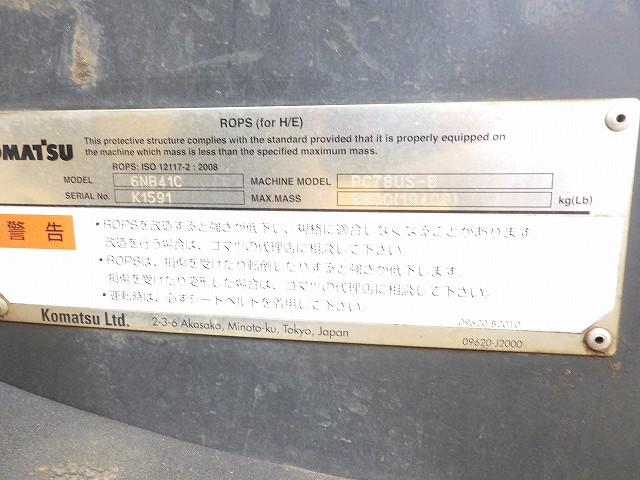 ROPS (for H/E)
OMATSU
This protective structure complies with the standard provided that it is properly equipped on
the machine which mass is less than the specified maximum mass.
ROPS: ISO 12117-2 : 2008
MODEL 6NB41C MACHINE MODEL PC78US-8
SERIAL No. K1591 MAX.MASS kg(Lb)
警告
・ROPSを改造すると強さが低下し、規格に適合しなくなることがあります。
改造を行う場合は、コマツの代理店に相談して下さい。
・ROPSは、損傷を受けたり転倒したりすると強さが低下します。
損傷を受けたり変形した場合は、コマツの代理店に相談して下さい。
・運転時は、必ずシートベルトを着用して下さい。
09620-B2010
Komatsu Ltd. 2-3-6 Akasaka, Minato-ku, Tokyo, Japan
09620-J2000